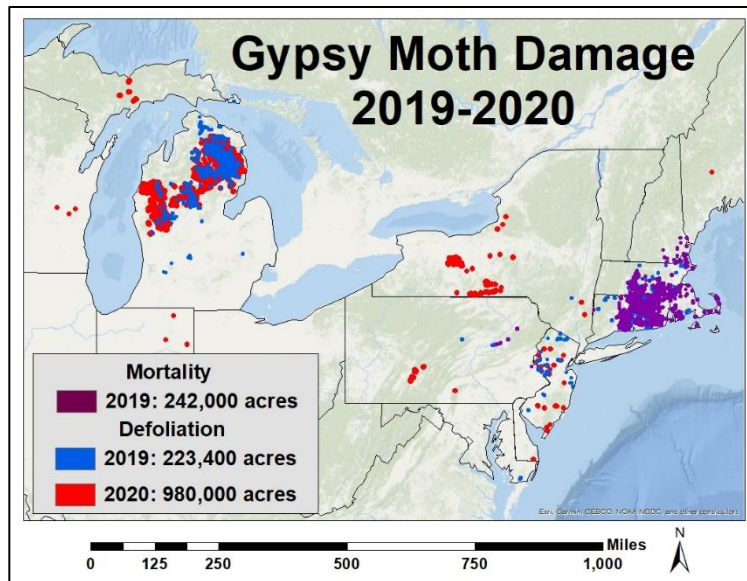 Gypsy Moth Damage
2019-2020
Mortality
2019: 242,000 acres
Defoliation
2019: 223,400 acres
2020: 980,000 acres
Esri, Garmin, GEBCO, NOAA NGDC, and other contributors
Miles
0 125 250 500 750 1,000
N